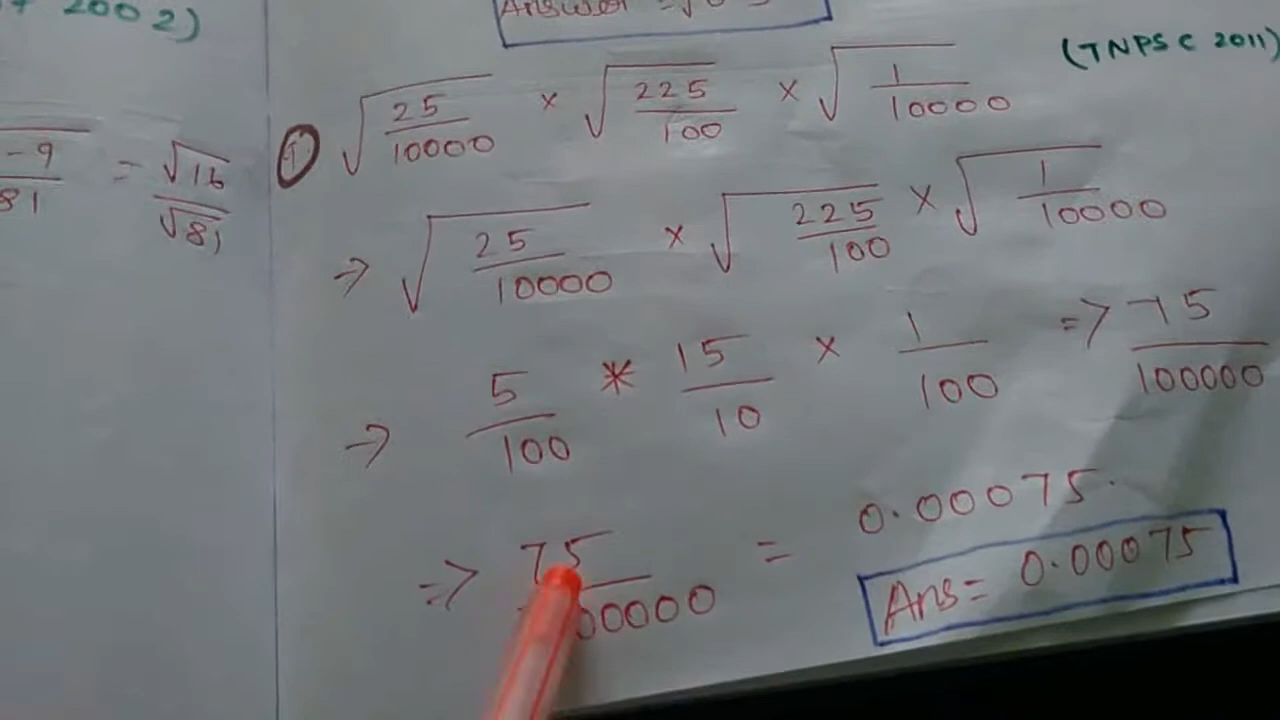 2002)
Answer = √
(TNPSC 2011)
① √25/10000 × √225/100 × √1/10000
-9/81 = √16/√81
⇒ √25/10000 × √225/100 × √1/10000
⇒ 5/100 * 15/10 × 1/100 ⇒ 75/100000
⇒ 75/ 00000 = 0.00075.
Ans = 0.00075